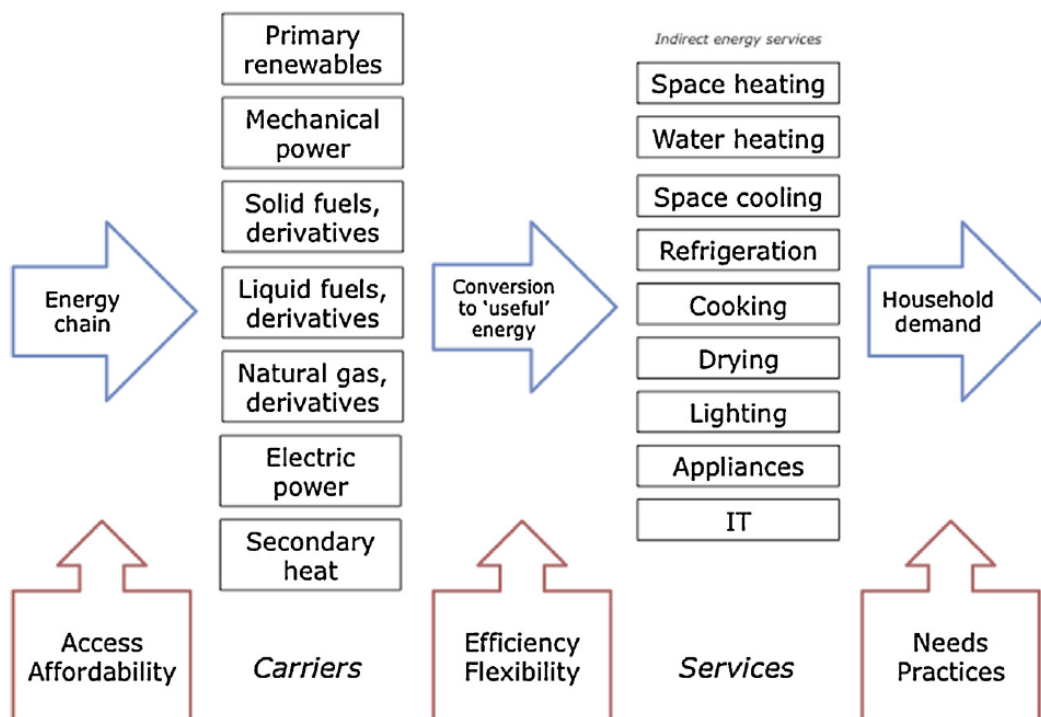 Energy
chain
Access
Affordability
Primary
renewables
Mechanical
power
Solid fuels,
derivatives
Liquid fuels,
derivatives
Natural gas,
derivatives
Electric
power
Secondary
heat
Carriers
Conversion
to ‘useful’
energy
Efficiency
Flexibility
Indirect energy services
Space heating
Water heating
Space cooling
Refrigeration
Cooking
Drying
Lighting
Appliances
IT
Services
Household
demand
Needs
Practices